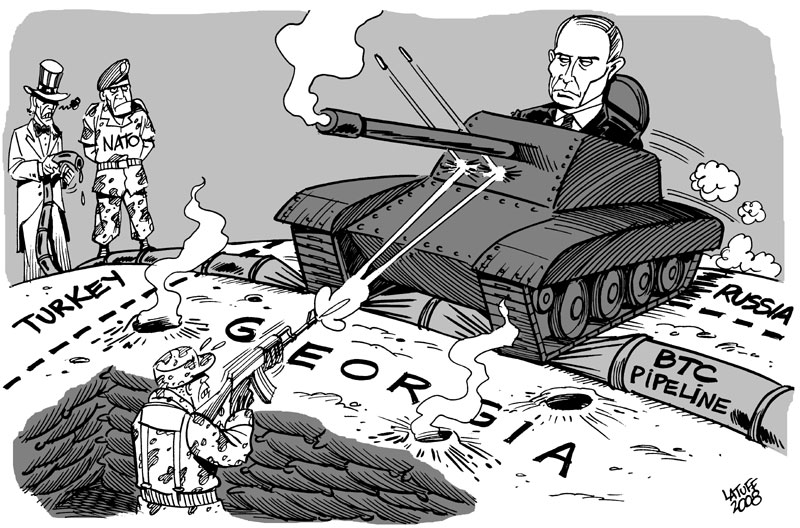 NATO
TURKEY
GEORGIA
RUSSIA
BTC
PIPELINE
LATUFF
2008